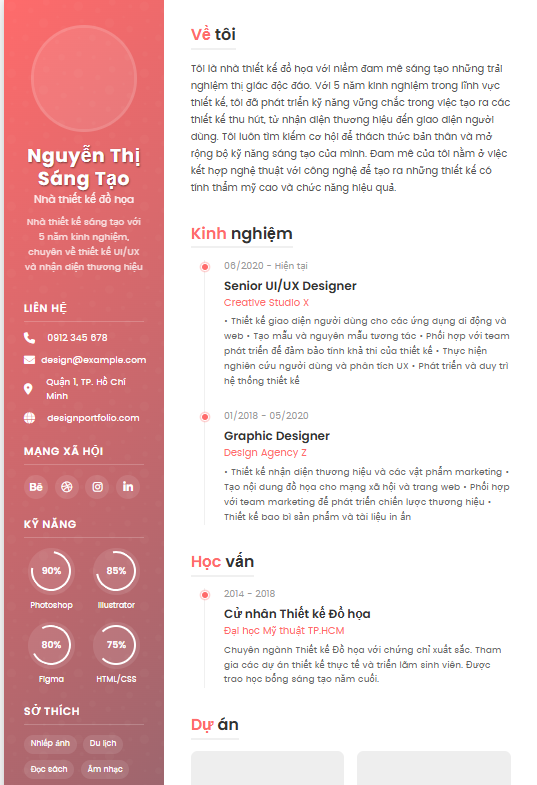 Nguyễn Thị
Sáng Tạo
Nhà thiết kế đồ họa
Nhà thiết kế sáng tạo với
5 năm kinh nghiệm,
chuyên về thiết kế UI/UX
và nhận diện thương hiệu
LIÊN HỆ
0912 345 678
design@example.com
Quận 1, TP. Hồ Chí
Minh
designportfolio.com
MẠNG XÃ HỘI
KỸ NĂNG
90%
85%
Photoshop
Illustrator
80%
75%
Figma
HTML/CSS
SỞ THÍCH
Nhiếp ảnh
Du lịch
Đọc sách
Âm nhạc
Về tôi
Tôi là nhà thiết kế đồ họa với niềm đam mê sáng tạo những trải
nghiệm thị giác độc đáo. Với 5 năm kinh nghiệm trong lĩnh vực
thiết kế, tôi đã phát triển kỹ năng vững chắc trong việc tạo ra các
thiết kế thu hút, từ nhận diện thương hiệu đến giao diện người
dùng. Tôi luôn tìm kiếm cơ hội để thách thức bản thân và mở
rộng bộ kỹ năng sáng tạo của mình. Đam mê của tôi nằm ở việc
kết hợp nghệ thuật với công nghệ để tạo ra những thiết kế có
tính thẩm mỹ cao và chức năng hiệu quả.
Kinh nghiệm
06/2020 - Hiện tại
Senior UI/UX Designer
Creative Studio X
• Thiết kế giao diện người dùng cho các ứng dụng di động và
web • Tạo mẫu và nguyên mẫu tương tác • Phối hợp với team
phát triển để đảm bảo tính khả thi của thiết kế • Thực hiện
nghiên cứu người dùng và phân tích UX • Phát triển và duy trì
hệ thống thiết kế
01/2018 - 05/2020
Graphic Designer
Design Agency Z
• Thiết kế nhận diện thương hiệu và các vật phẩm marketing •
Tạo nội dung đồ họa cho mạng xã hội và trang web • Phối hợp
với team marketing để phát triển chiến lược thương hiệu •
Thiết kế bao bì sản phẩm và tài liệu in ấn
Học vấn
2014 - 2018
Cử nhân Thiết kế Đồ họa
Đại học Mỹ thuật TP.HCM
Chuyên ngành Thiết kế Đồ họa với chứng chỉ xuất sắc. Tham
gia các dự án thiết kế thực tế và triển lãm sinh viên. Được
trao học bổng sáng tạo năm cuối.
Dự án